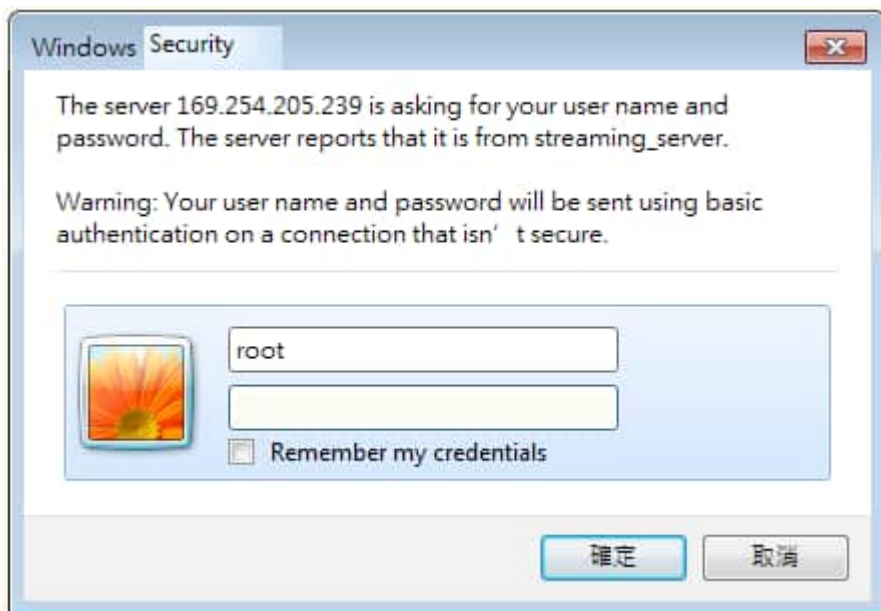 Windows Security
The server 169.254.205.239 is asking for your user name and
password. The server reports that it is from streaming_server.
Warning: Your user name and password will be sent using basic
authentication on a connection that isn’ t secure.
root
Remember my credentials
確定 取消